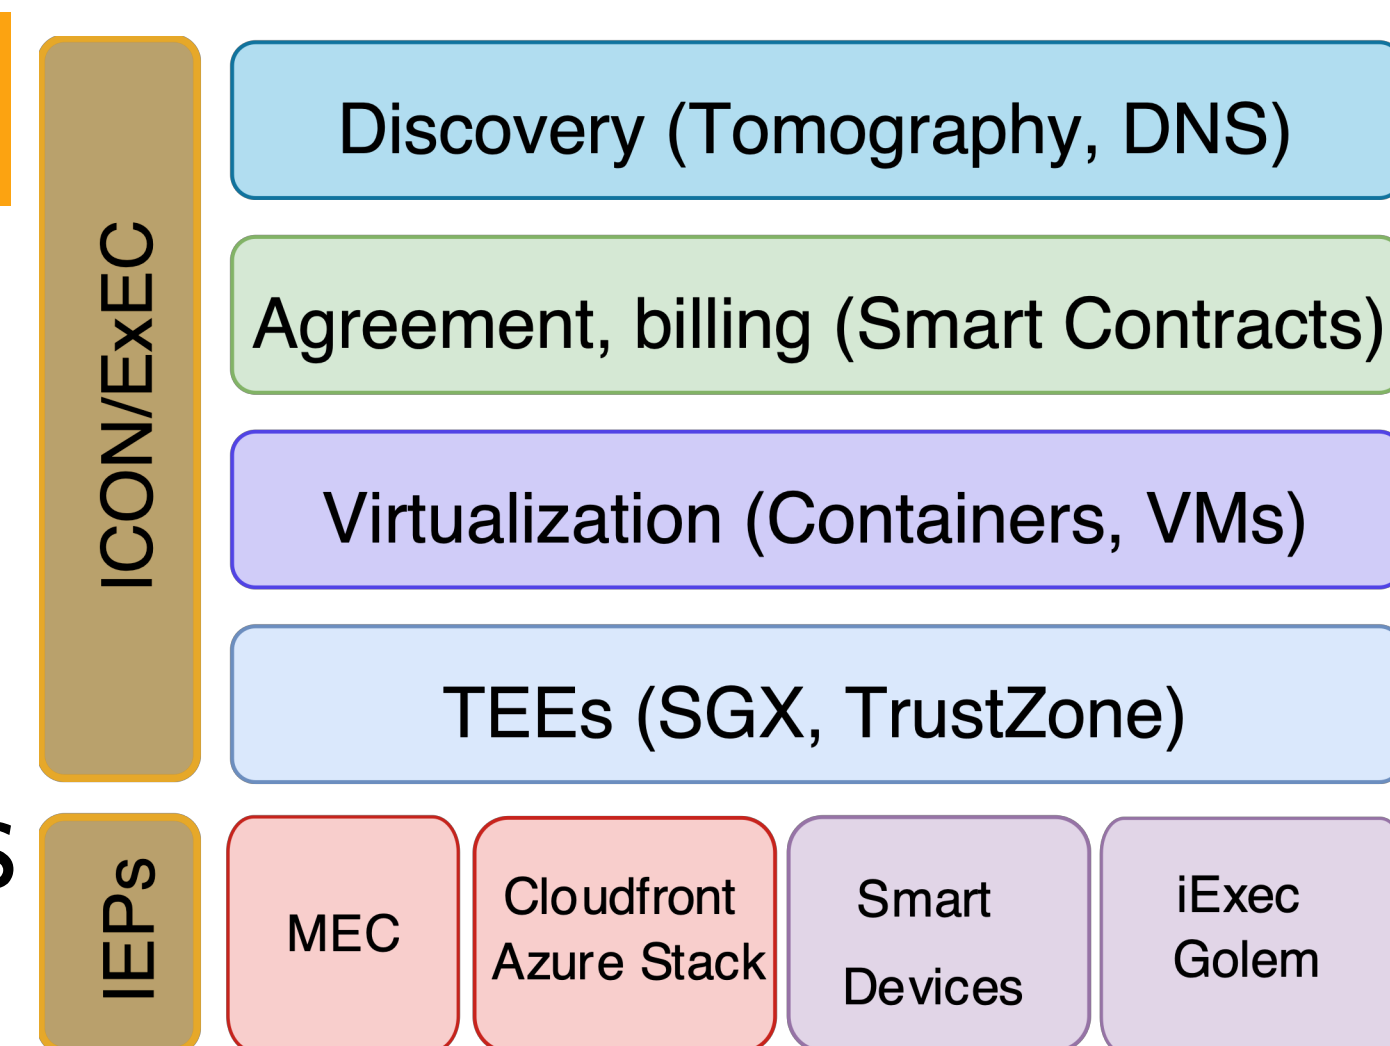 ICON/ExEC
Discovery (Tomography, DNS)
Agreement, billing (Smart Contracts)
Virtualization (Containers, VMs)
TEEs (SGX, TrustZone)
IEPs
MEC
Cloudfront
Azure Stack
Smart
Devices
iExec
Golem